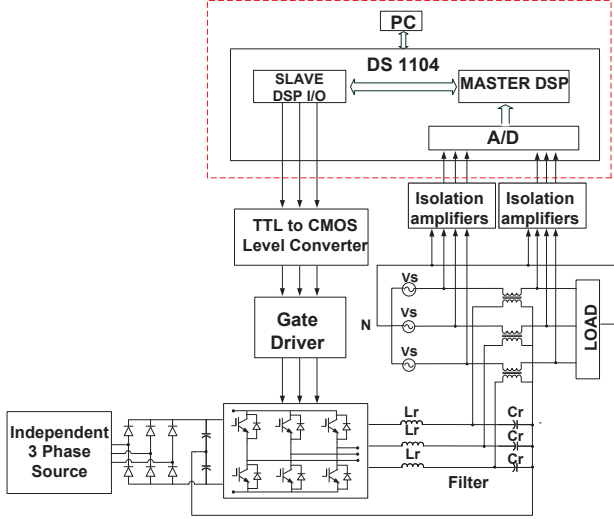 PC
DS 1104
SLAVE
DSP I/O
MASTER DSP
A/D
Isolation
amplifiers
Isolation
amplifiers
TTL to CMOS
Level Converter
Vs
N
Vs
Vs
LOAD
Gate
Driver
Independent
3 Phase
Source
Lr
Lr
Lr
Cr
Cr
Cr
Filter